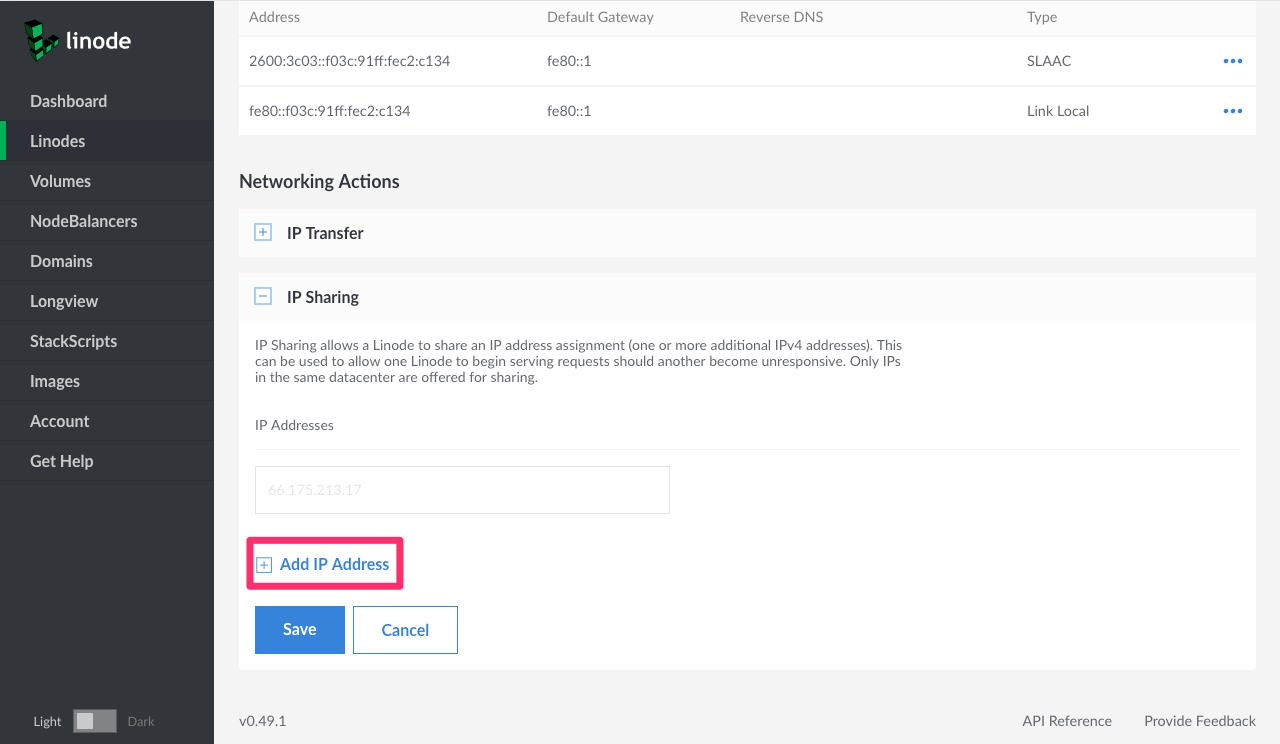 linode
Dashboard
Linodes
Volumes
NodeBalancers
Domains
Longview
StackScripts
Images
Account
Get Help
Light Dark
Address Default Gateway Reverse DNS Type
2600:3c03::f03c:91ff:fec2:c134 fe80::1 SLAAC
fe80::f03c:91ff:fec2:c134 fe80::1 Link Local
Networking Actions
IP Transfer
IP Sharing
IP Sharing allows a Linode to share an IP address assignment (one or more additional IPv4 addresses). This
can be used to allow one Linode to begin serving requests should another become unresponsive. Only IPs
in the same datacenter are offered for sharing.
IP Addresses
66.175.213.17
Add IP Address
Save Cancel
v0.49.1 API Reference Provide Feedback